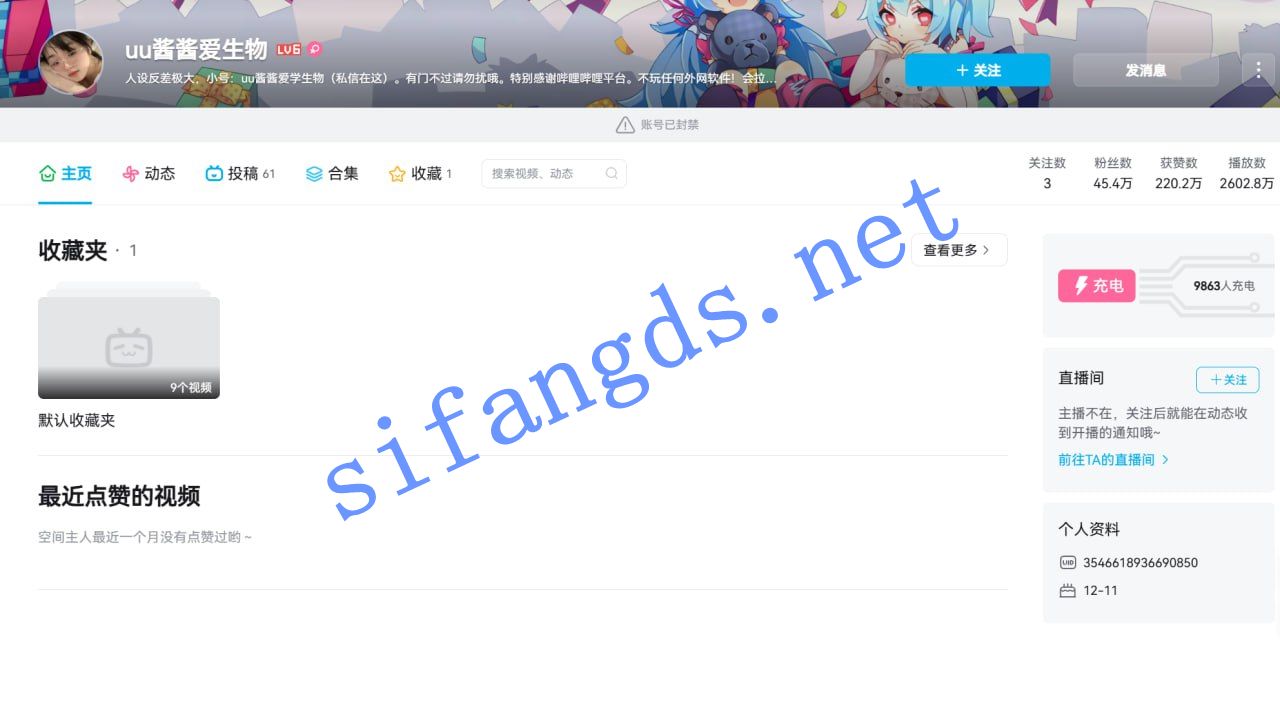 uu酱酱爱生物 LV6
人设反差极大，小号：uu酱酱爱学生物（私信在这）。有门不过请勿扰哦。特别感谢哔哩哔哩平台。不玩任何外网软件！会拉...
+ 关注
发消息
账号已封禁
主页 动态 投稿 61 合集 收藏 1 搜索视频、动态
关注数 粉丝数 获赞数 播放数
3 45.4万 220.2万 2602.8万
收藏夹 · 1
查看更多 >
9个视频
默认收藏夹
最近点赞的视频
空间主人最近一个月没有点赞过哟～
充电 9863人充电
直播间 + 关注
主播不在，关注后就能在动态收
到开播的通知哦~
前往TA的直播间 >
个人资料
UID 3546618936690850
12-11
sifangds.net